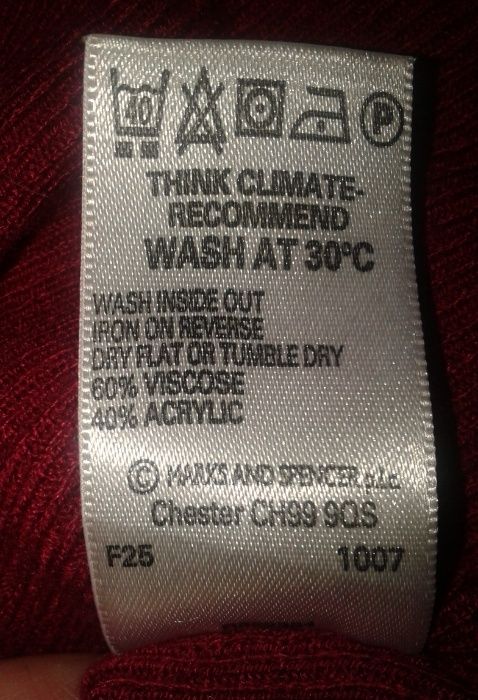 40 P
THINK CLIMATE-
RECOMMEND
WASH AT 30°C
WASH INSIDE OUT
IRON ON REVERSE
DRY FLAT OR TUMBLE DRY
60% VISCOSE
40% ACRYLIC
© MARKS AND SPENCER p.l.c.
Chester CH99 9QS
F25 1007